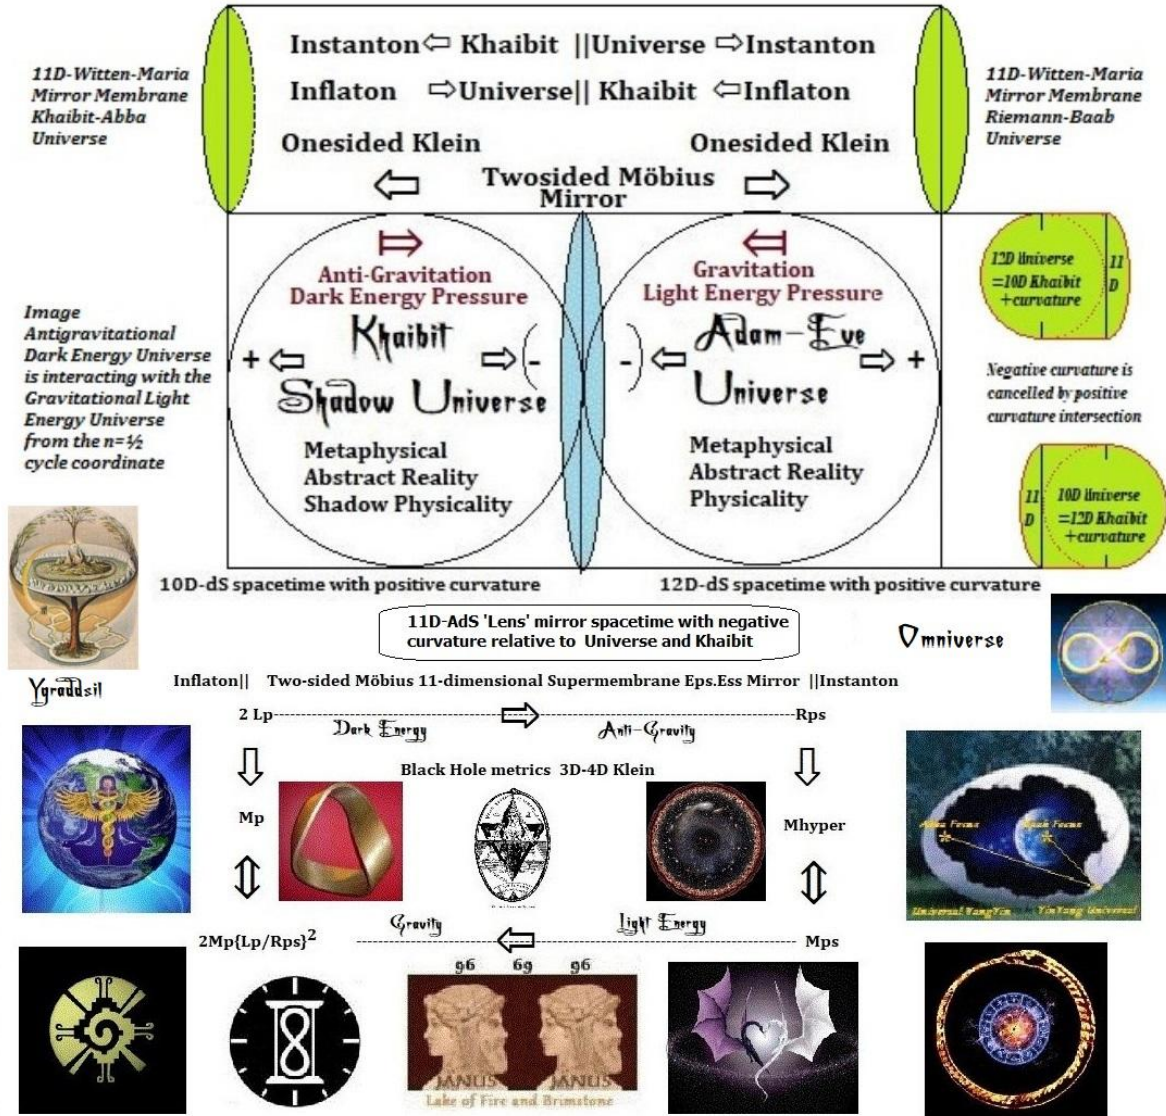 Instanton⇦ Khaibit ||Universe ⇨Instanton
Inflaton ⇨Universe|| Khaibit ⇦Inflaton
Onesided Klein
Onesided Klein
Twosided Möbius
Mirror
11D-Witten-Maria
Mirror Membrane
Khaibit-Abba
Universe
11D-Witten-Maria
Mirror Membrane
Riemann-Baab
Universe
Image
Antigravitational
Dark Energy Universe
is interacting with the
Gravitational Light
Energy Universe
from the n=½
cycle coordinate
Anti-Gravitation
Dark Energy Pressure
Khaibit
+ ⇦ ⇨ (-
Shadow Universe
Metaphysical
Abstract Reality
Shadow Physicality
Gravitation
Light Energy Pressure
Adam-Eve
-) ⇦ ⇨ +
Universe
Metaphysical
Abstract Reality
Physicality
12D Universe
=10D Khaibit
+curvature
11
D
Negative curvature is
cancelled by positive
curvature intersection
11
D
10D Universe
=12D Khaibit
+curvature
10D-dS spacetime with positive curvature
12D-dS spacetime with positive curvature
11D-AdS 'Lens' mirror spacetime with negative
curvature relative to Universe and Khaibit
Omniverse
Ygraddsil
Inflaton|| Two-sided Möbius 11-dimensional Supermembrane Eps.Ess Mirror ||Instanton
2 Lp
Rps
Dark Energy
Anti-Gravity
Black Hole metrics 3D-4D Klein
Mp
Mhyper
Abba Focus
Baab Focus
Universal YangYin
YinYang Universal
Gravity
Light Energy
2Mp{Lp/Rps}²
Mps
96 69 96
JANUS
JANUS
Lake of Fire and Brimstone